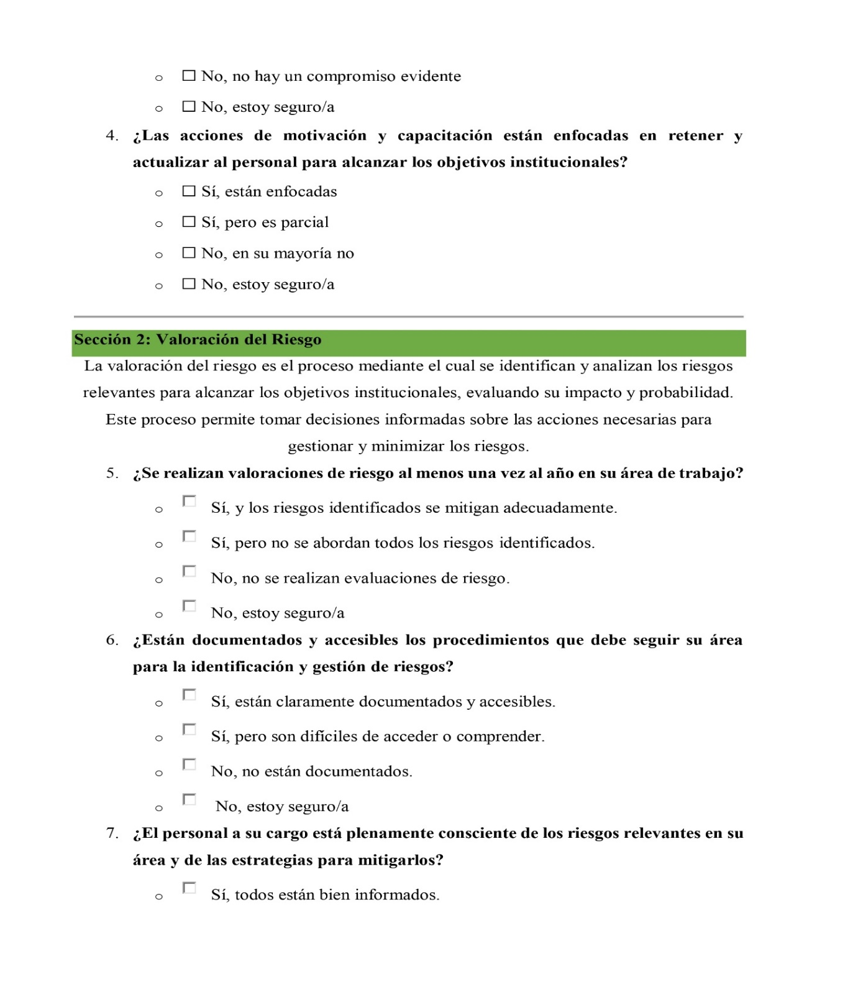 o ☐ No, no hay un compromiso evidente
o ☐ No, estoy seguro/a
4. ¿Las acciones de motivación y capacitación están enfocadas en retener y
actualizar al personal para alcanzar los objetivos institucionales?
o ☐ Sí, están enfocadas
o ☐ Sí, pero es parcial
o ☐ No, en su mayoría no
o ☐ No, estoy seguro/a
Sección 2: Valoración del Riesgo
La valoración del riesgo es el proceso mediante el cual se identifican y analizan los riesgos
relevantes para alcanzar los objetivos institucionales, evaluando su impacto y probabilidad.
Este proceso permite tomar decisiones informadas sobre las acciones necesarias para
gestionar y minimizar los riesgos.
5. ¿Se realizan valoraciones de riesgo al menos una vez al año en su área de trabajo?
o ☐ Sí, y los riesgos identificados se mitigan adecuadamente.
o ☐ Sí, pero no se abordan todos los riesgos identificados.
o ☐ No, no se realizan evaluaciones de riesgo.
o ☐ No, estoy seguro/a
6. ¿Están documentados y accesibles los procedimientos que debe seguir su área
para la identificación y gestión de riesgos?
o ☐ Sí, están claramente documentados y accesibles.
o ☐ Sí, pero son difíciles de acceder o comprender.
o ☐ No, no están documentados.
o ☐ No, estoy seguro/a
7. ¿El personal a su cargo está plenamente consciente de los riesgos relevantes en su
área y de las estrategias para mitigarlos?
o ☐ Sí, todos están bien informados.